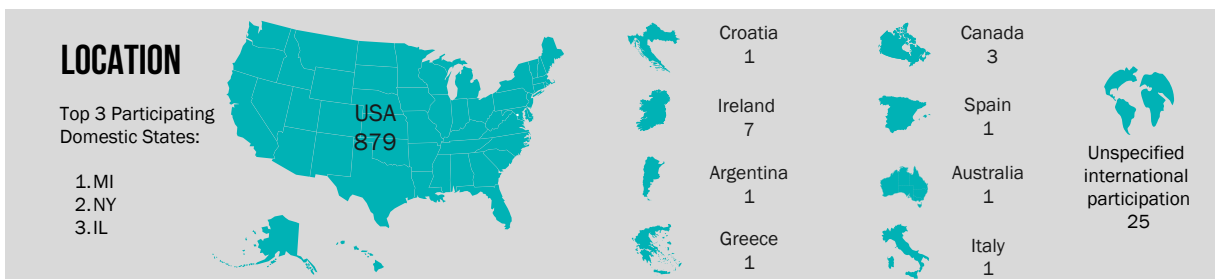 LOCATION
Top 3 Participating
Domestic States:
1.MI
2.NY
3.IL
USA
879
Croatia
1
Ireland
7
Argentina
1
Greece
1
Canada
3
Spain
1
Australia
1
Italy
1
Unspecified
international
participation
25